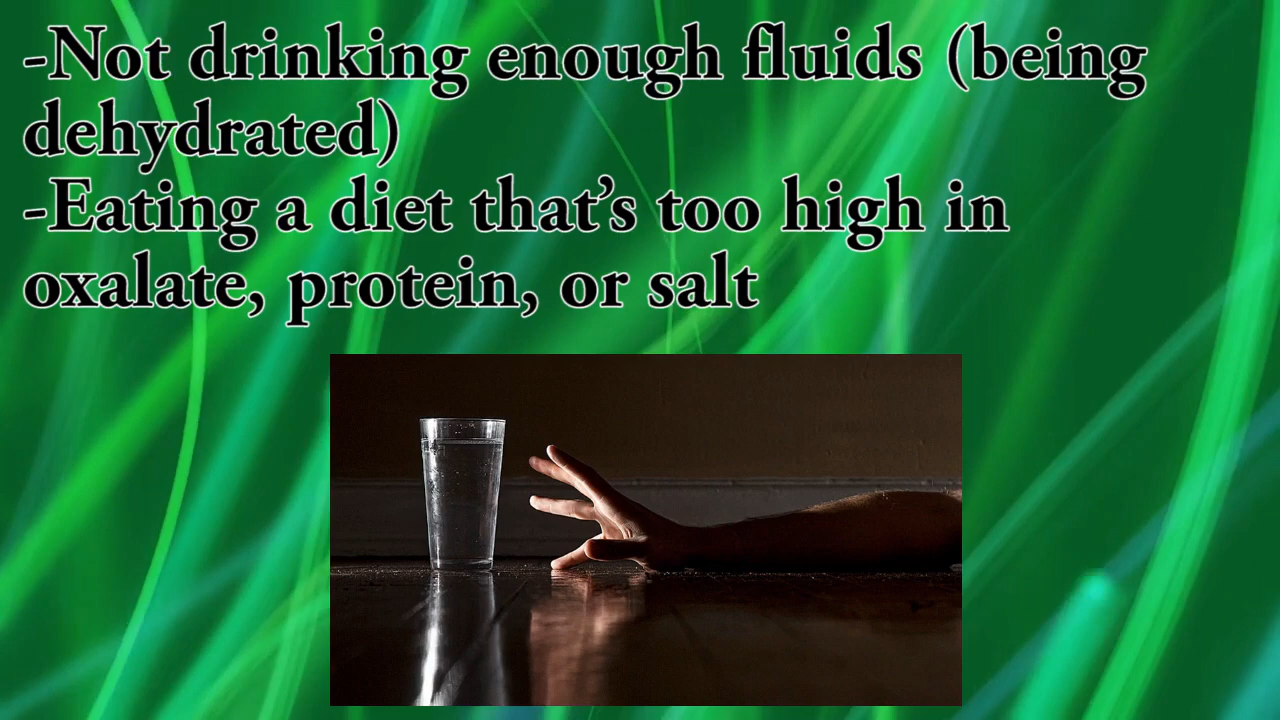 -Not drinking enough fluids (being
dehydrated)
-Eating a diet that’s too high in
oxalate, protein, or salt